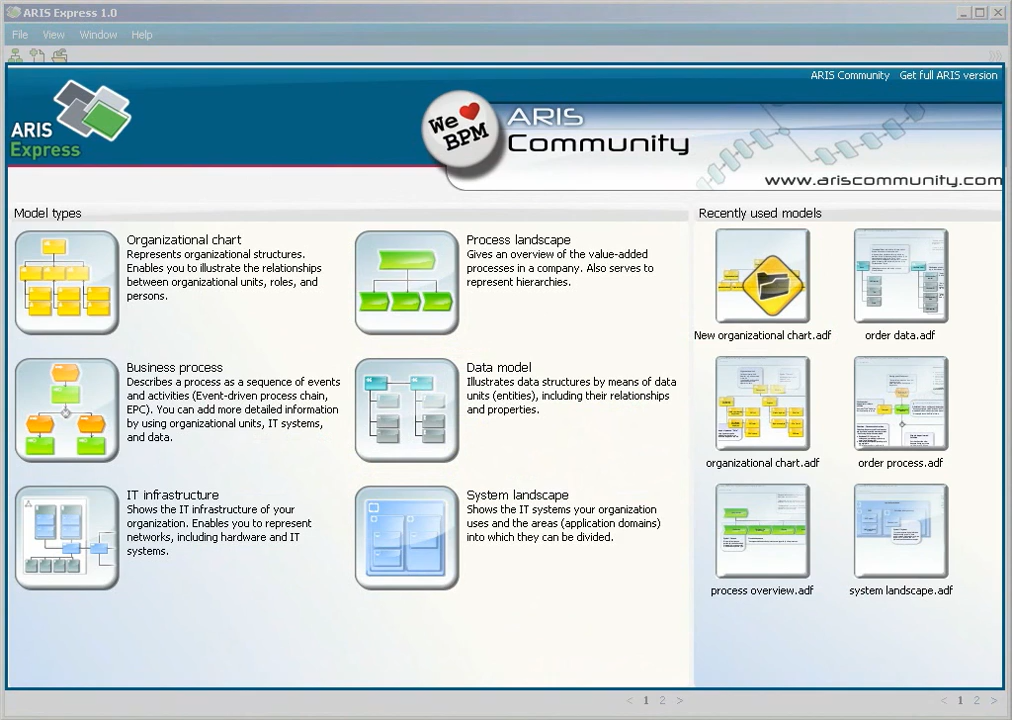 ARIS Express 1.0
File View Window Help
ARIS Community Get full ARIS version
ARIS
Express
We
BPM
ARIS
Community
www.ariscommunity.com
Model types
Organizational chart
Represents organizational structures.
Enables you to illustrate the relationships
between organizational units, roles, and
persons.
Process landscape
Gives an overview of the value-added
processes in a company. Also serves to
represent hierarchies.
Business process
Describes a process as a sequence of events
and activities (Event-driven process chain,
EPC). You can add more detailed information
by using organizational units, IT systems,
and data.
Data model
Illustrates data structures by means of data
units (entities), including their relationships
and properties.
IT infrastructure
Shows the IT infrastructure of your
organization. Enables you to represent
networks, including hardware and IT
systems.
System landscape
Shows the IT systems your organization
uses and the areas (application domains)
into which they can be divided.
Recently used models
New organizational chart.adf
order data.adf
organizational chart.adf
order process.adf
process overview.adf
system landscape.adf
< 1 2 >
< 1 2 >